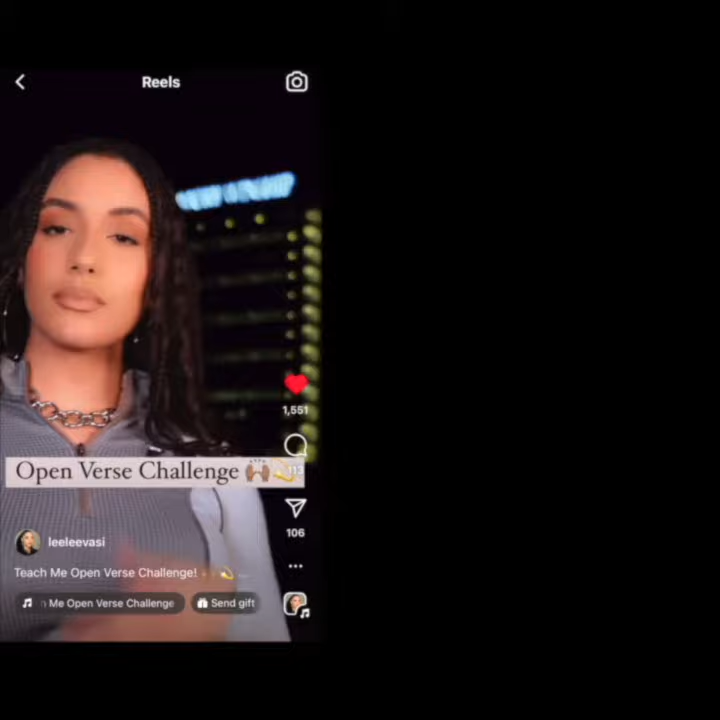 Reels
1,551
Open Verse Challenge 🙌🏽💫
113
leeleevasi
106
Teach Me Open Verse Challenge! 💫
Me Open Verse Challenge
Send gift